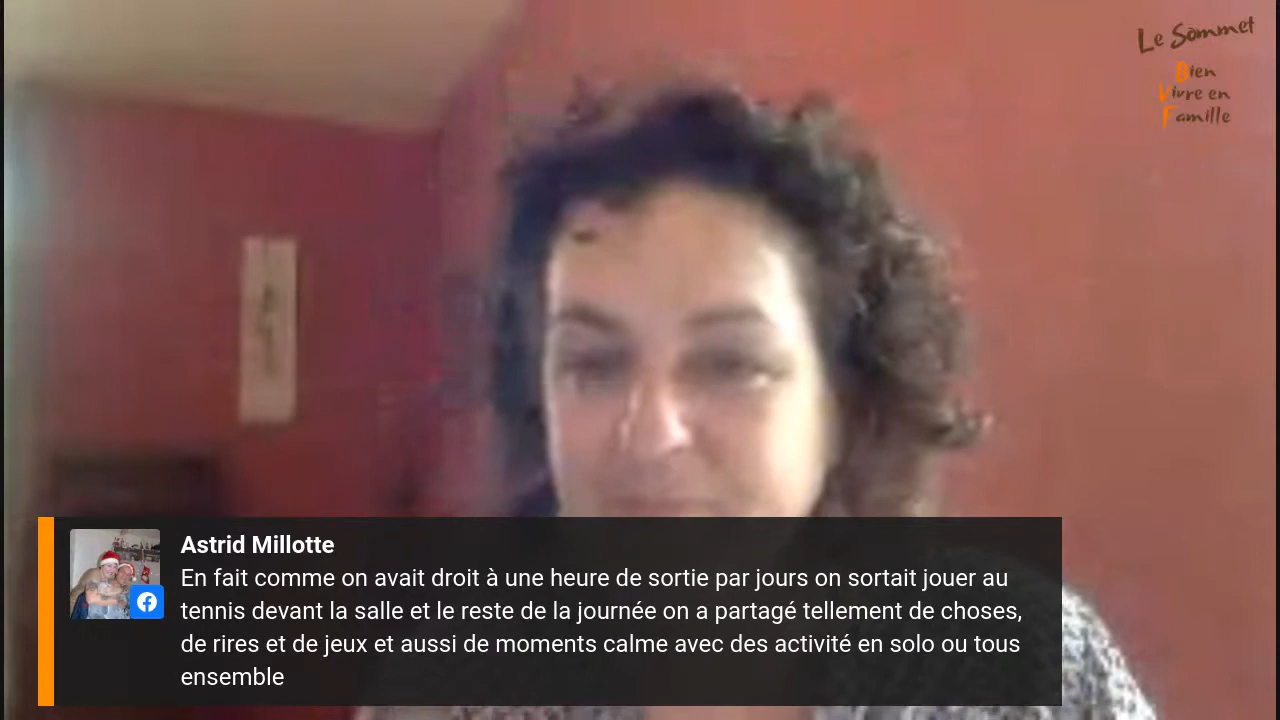 Le Sommet
Bien
Vivre en
Famille
Astrid Millotte
En fait comme on avait droit à une heure de sortie par jours on sortait jouer au
tennis devant la salle et le reste de la journée on a partagé tellement de choses,
de rires et de jeux et aussi de moments calme avec des activité en solo ou tous
ensemble